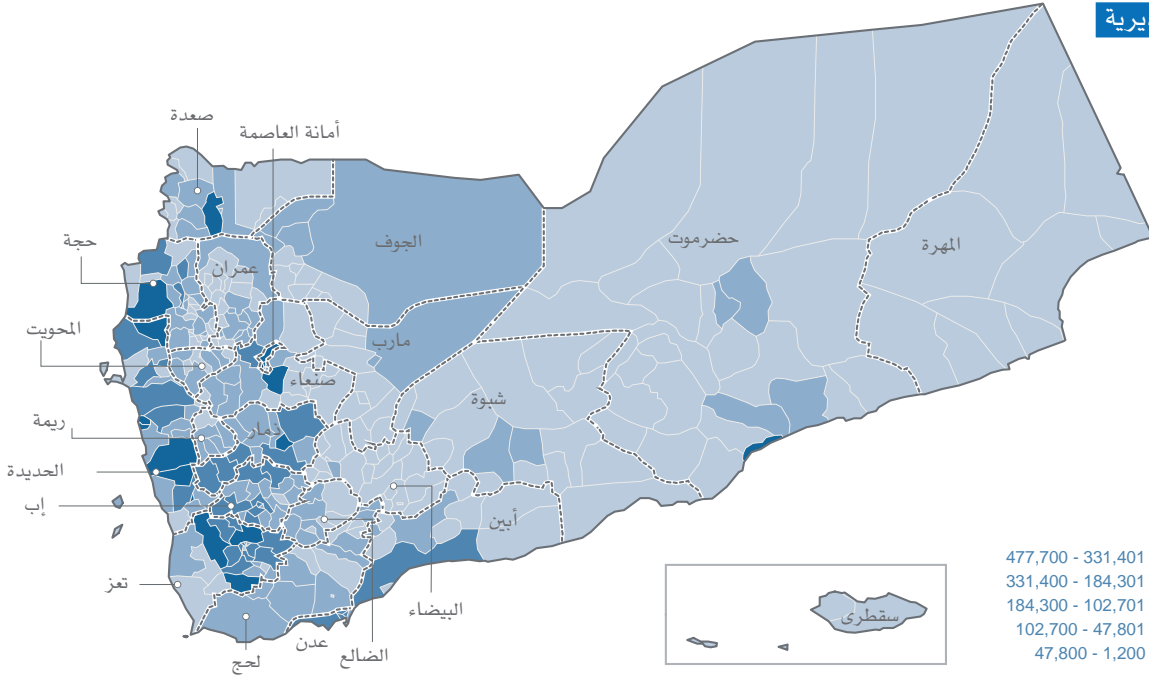 ديرية
صعدة
أمانة العاصمة
حجة
الجوف
حضرموت
المهرة
عمران
المحويت
مارب
صنعاء
شبوة
ريمة
ذمار
الحديدة
إب
أبين
تعز
البيضاء
الضالع
عدن
لحج
سقطرى
477,700 - 331,401
331,400 - 184,301
184,300 - 102,701
102,700 - 47,801
47,800 - 1,200